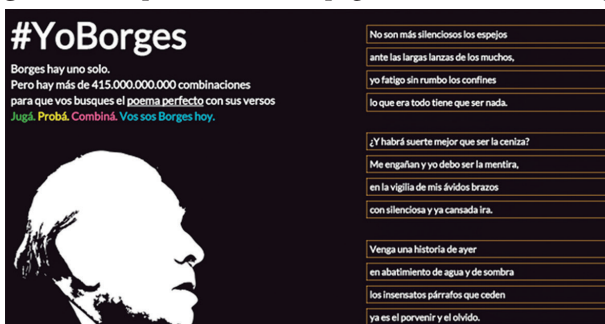 #YoBorges
Borges hay uno solo.
Pero hay más de 415.000.000.000 combinaciones
para que vos busques el poema perfecto con sus versos
Jugá. Probá. Combiná. Vos sos Borges hoy.
No son más silenciosos los espejos
ante las largas lanzas de los muchos,
yo fatigo sin rumbo los confines
lo que era todo tiene que ser nada.
¿Y habrá suerte mejor que ser la ceniza?
Me engañan y yo debo ser la mentira,
en la vigilia de mis ávidos brazos
con silenciosa y ya cansada ira.
Venga una historia de ayer
en abatimiento de agua y de sombra
los insensatos párrafos que ceden
ya es el porvenir y el olvido.